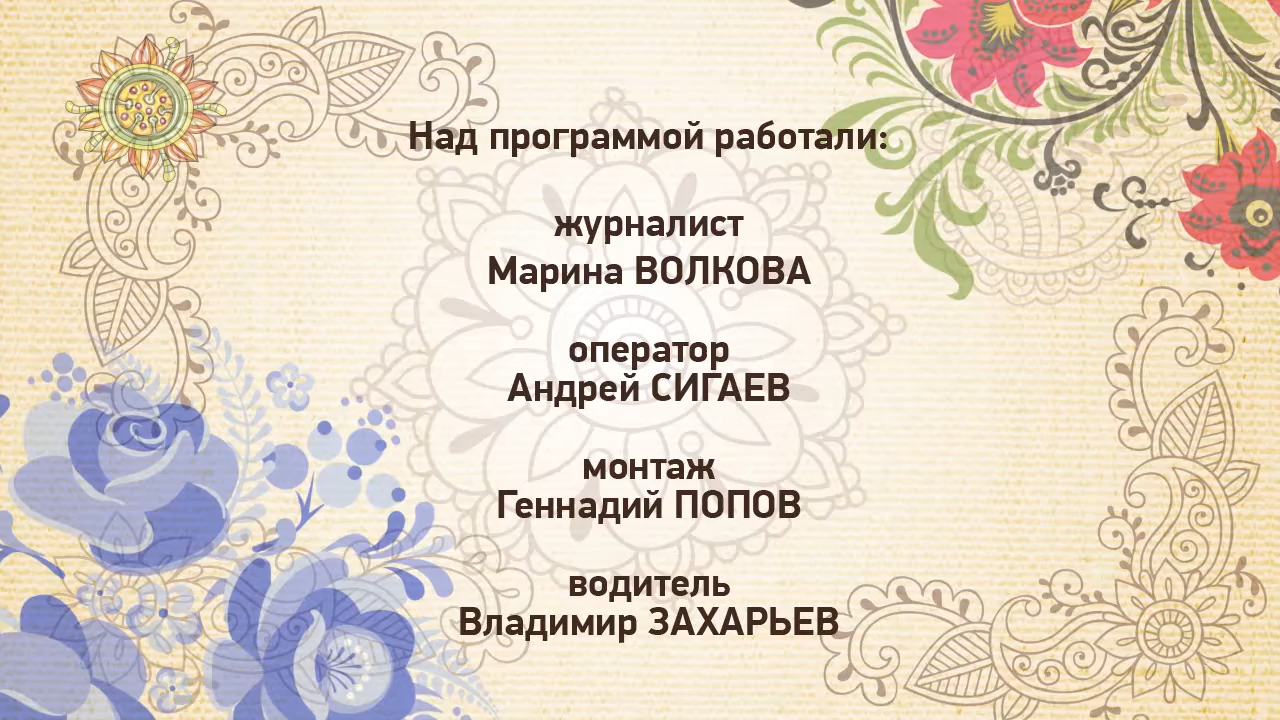 Над программой работали:
журналист
Марина ВОЛКОВА
оператор
Андрей СИГАЕВ
монтаж
Геннадий ПОПОВ
водитель
Владимир ЗАХАРЬЕВ